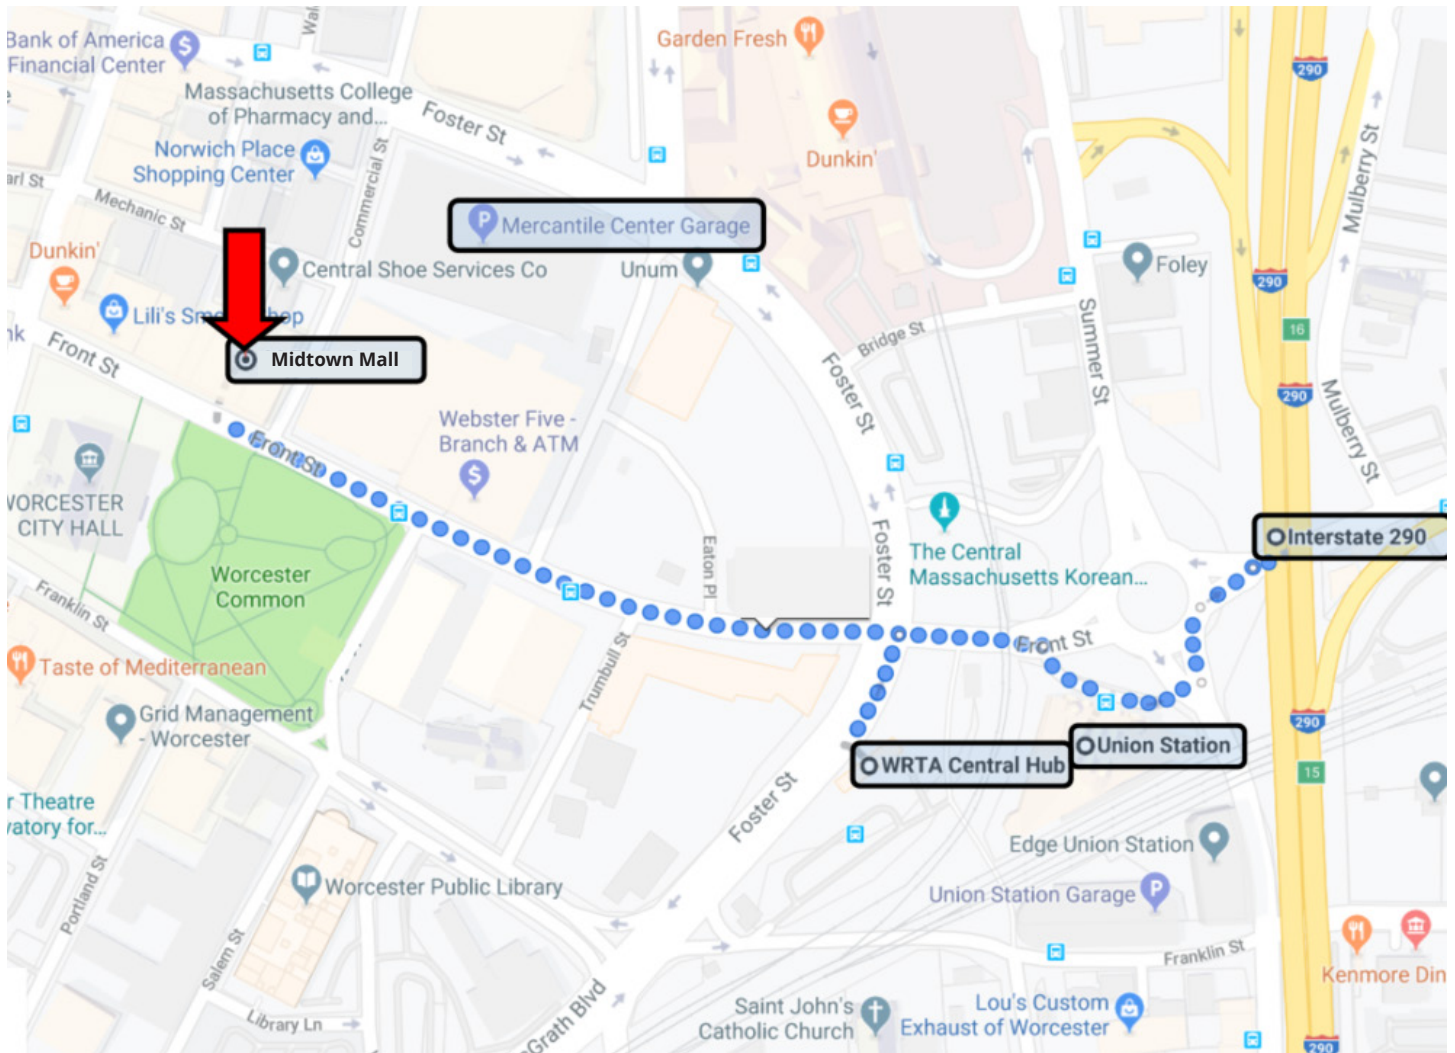 Bank of America
Financial Center
Garden Fresh
290
Massachusetts College
of Pharmacy and...
Foster St
Norwich Place
Shopping Center
Dunkin'
Mulberry St
Commercial St
Mechanic St
P
Mercantile Center Garage
Dunkin'
Central Shoe Services Co
Unum
Foley
290
Lili's Smo
hop
Front St
Midtown Mall
Bridge St
Summer St
16
Foster St
290
Mulberry St
Webster Five -
Branch & ATM
Front St
WORCESTER
CITY HALL
Foster St
The Central
Massachusetts Korean...
Interstate 290
Eaton Pl
Worcester
Common
Franklin St
Front St
Taste of Mediterranean
Trumbull St
Grid Management
- Worcester
290
Union Station
WRTA Central Hub
15
r Theatre
vatory for...
Foster St
Edge Union Station
Portland St
Worcester Public Library
Union Station Garage
P
Salem St
Franklin St
Kenmore Din
Saint John's
Catholic Church
Lou's Custom
Exhaust of Worcester
Library Ln
Grath Blvd
290